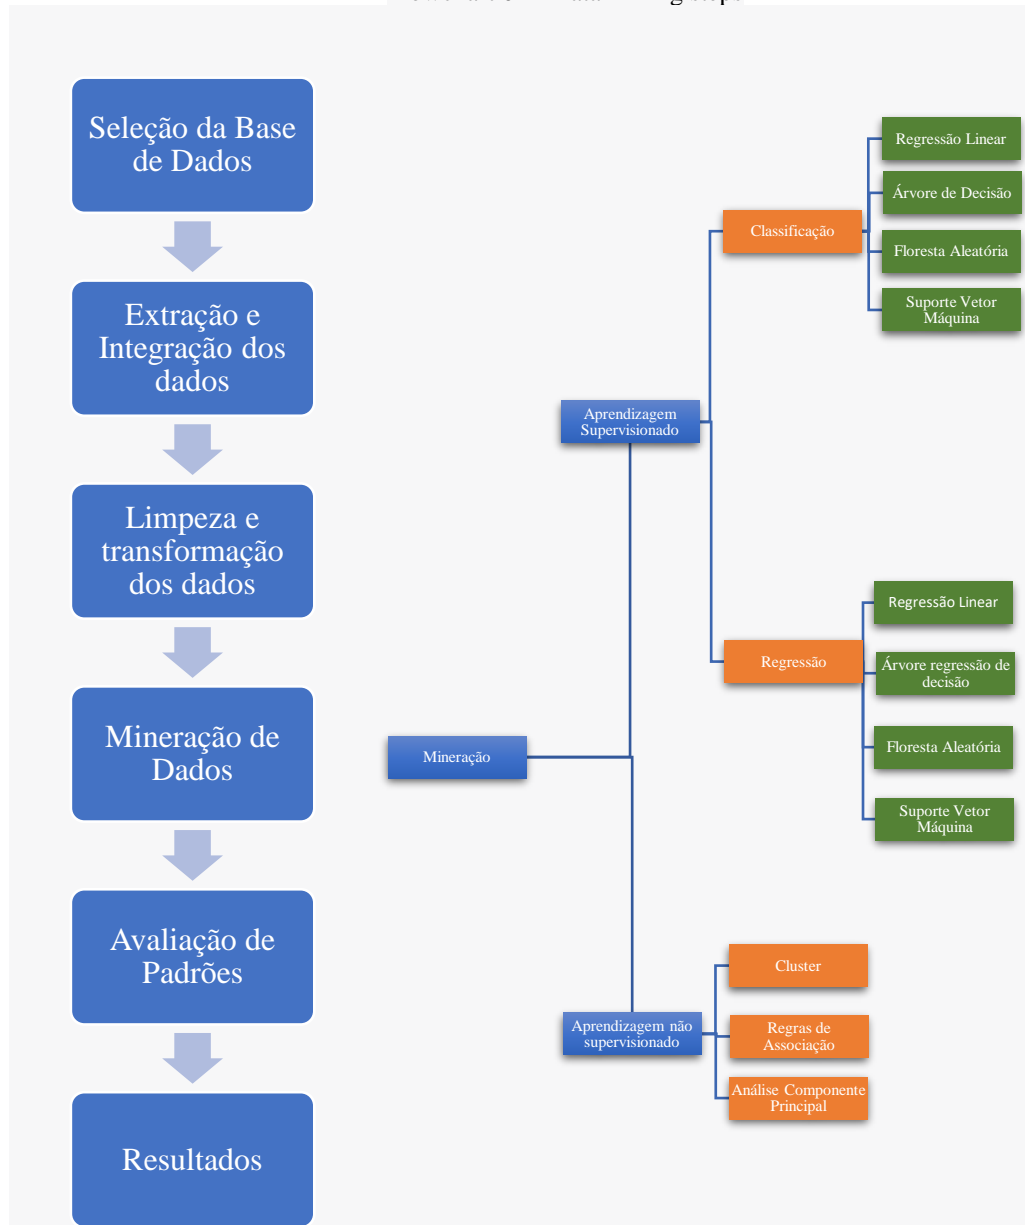 Seleção da Base
de Dados
Extração e
Integração dos
dados
Limpeza e
transformação
dos dados
Mineração de
Dados
Avaliação de
Padrões
Resultados
Mineração
Aprendizagem
Supervisionado
Classificação
Regressão Linear
Árvore de Decisão
Floresta Aleatória
Suporte Vetor
Máquina
Regressão
Regressão Linear
Árvore regressão de
decisão
Floresta Aleatória
Suporte Vetor
Máquina
Aprendizagem não
supervisionado
Cluster
Regras de
Associação
Análise Componente
Principal